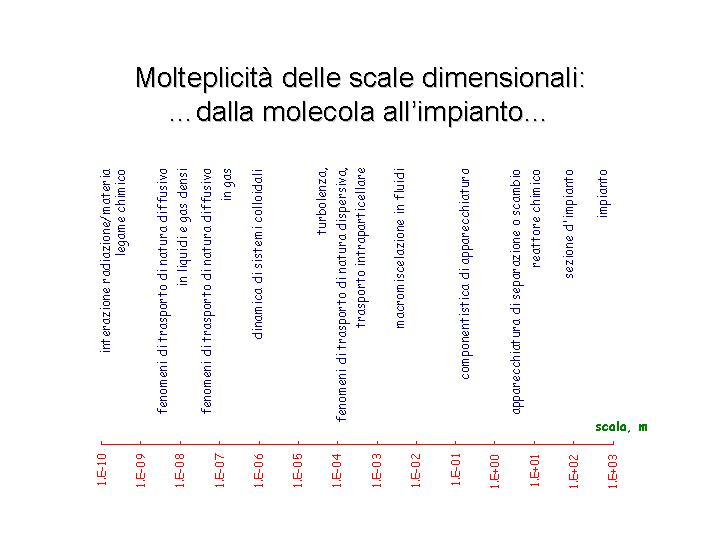 Molteplicità delle scale dimensionali:
…dalla molecola all’impianto…
interazione radiazione/materia
legame chimico
fenomeni di trasporto di natura diffusiva
in liquidi e gas densi
fenomeni di trasporto di natura diffusiva
in gas
dinamica di sistemi colloidali
turbolenza,
fenomeni di trasporto di natura dispersiva,
trasporto intraparticellare
macromiscelazione in fluidi
componentistica di apparecchiatura
apparecchiatura di separazione o scambio
reattore chimico
sezione d'impianto
impianto
scala, m
1.E-10
1.E-09
1.E-08
1.E-07
1.E-06
1.E-05
1.E-04
1.E-03
1.E-02
1.E-01
1.E+00
1.E+01
1.E+02
1.E+03